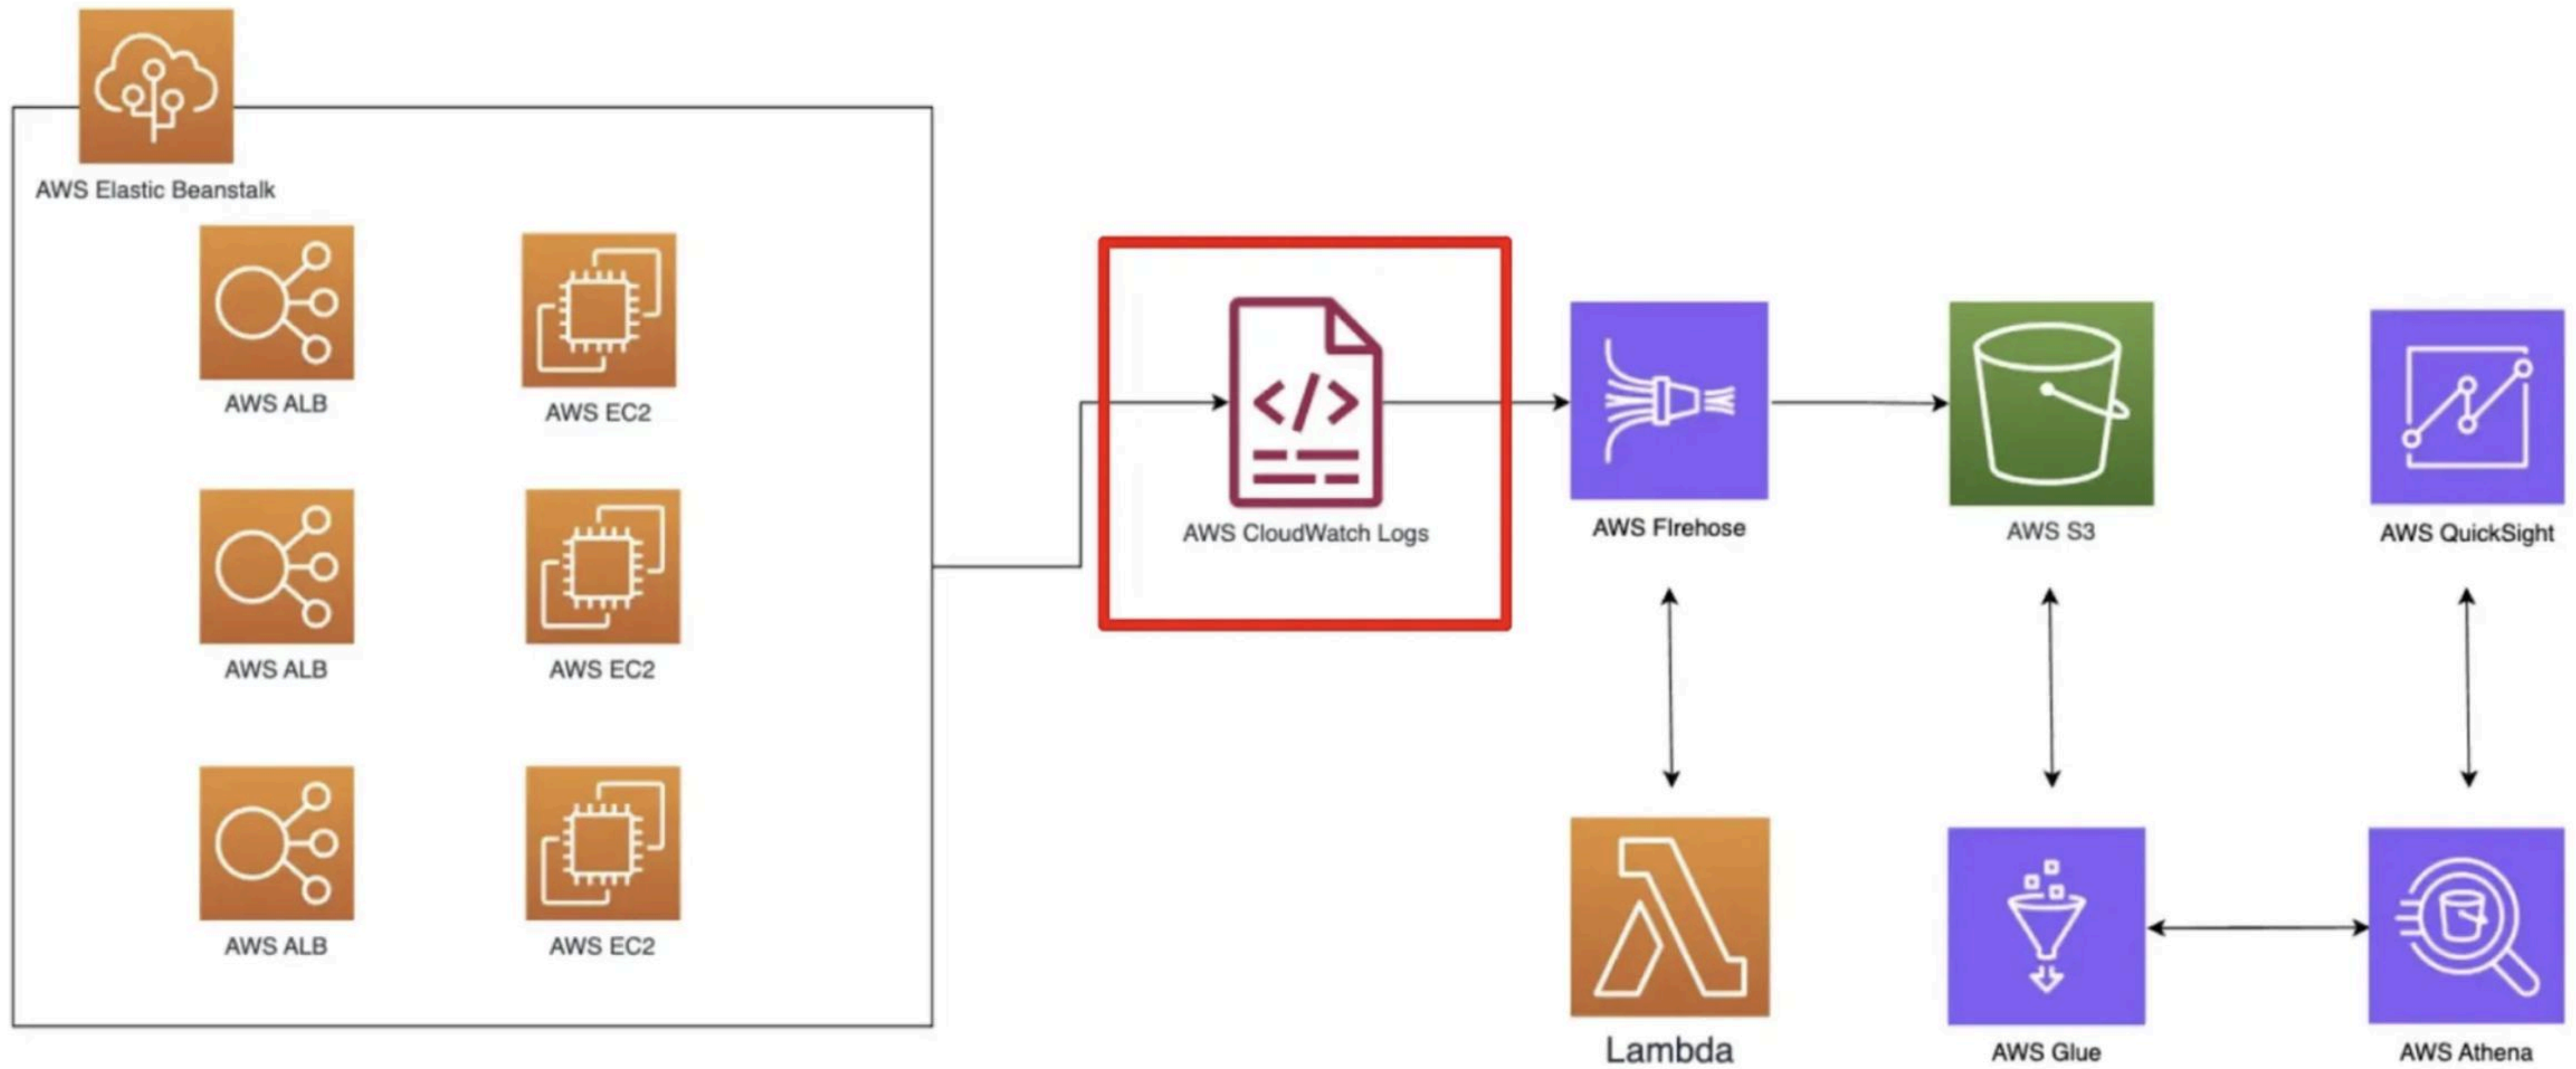 AWS Elastic Beanstalk
AWS ALB
AWS EC2
AWS ALB
AWS EC2
AWS ALB
AWS EC2
AWS CloudWatch Logs
AWS FIrehose
AWS S3
AWS QuickSight
Lambda
AWS Glue
AWS Athena